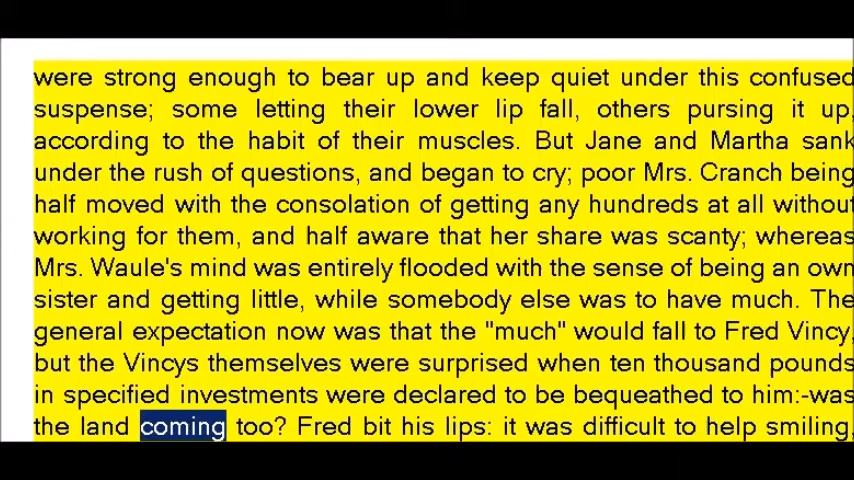 were strong enough to bear up and keep quiet under this confused
suspense; some letting their lower lip fall, others pursing it up,
according to the habit of their muscles. But Jane and Martha sank
under the rush of questions, and began to cry; poor Mrs. Cranch being
half moved with the consolation of getting any hundreds at all without
working for them, and half aware that her share was scanty; whereas
Mrs. Waule's mind was entirely flooded with the sense of being an own
sister and getting little, while somebody else was to have much. The
general expectation now was that the "much" would fall to Fred Vincy,
but the Vincys themselves were surprised when ten thousand pounds
in specified investments were declared to be bequeathed to him:-was
the land coming too? Fred bit his lips: it was difficult to help smiling,